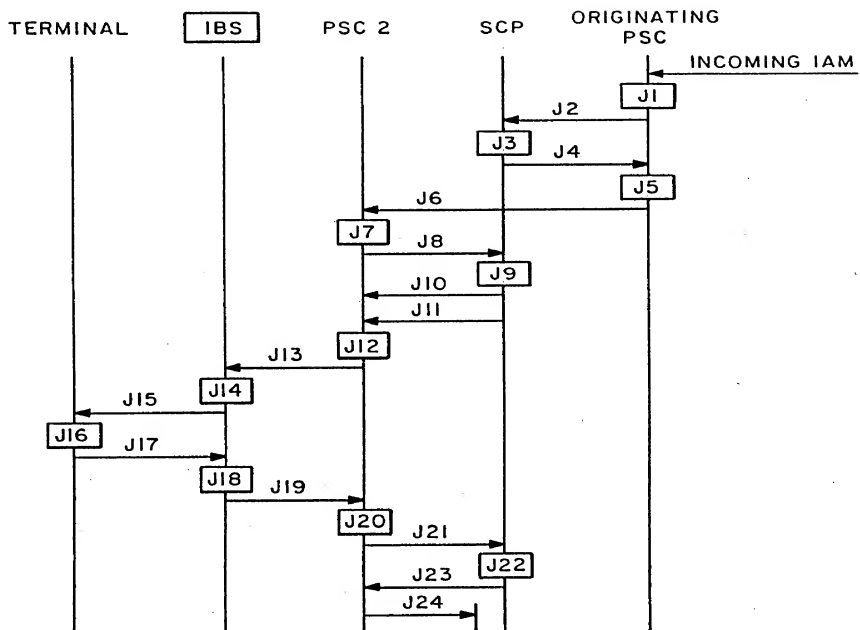 TERMINAL
IBS
PSC 2
SCP
ORIGINATING
PSC
INCOMING IAM
J1
J2
J3
J4
J5
J6
J7
J8
J9
J10
J11
J12
J13
J14
J15
J16
J17
J18
J19
J20
J21
J22
J23
J24